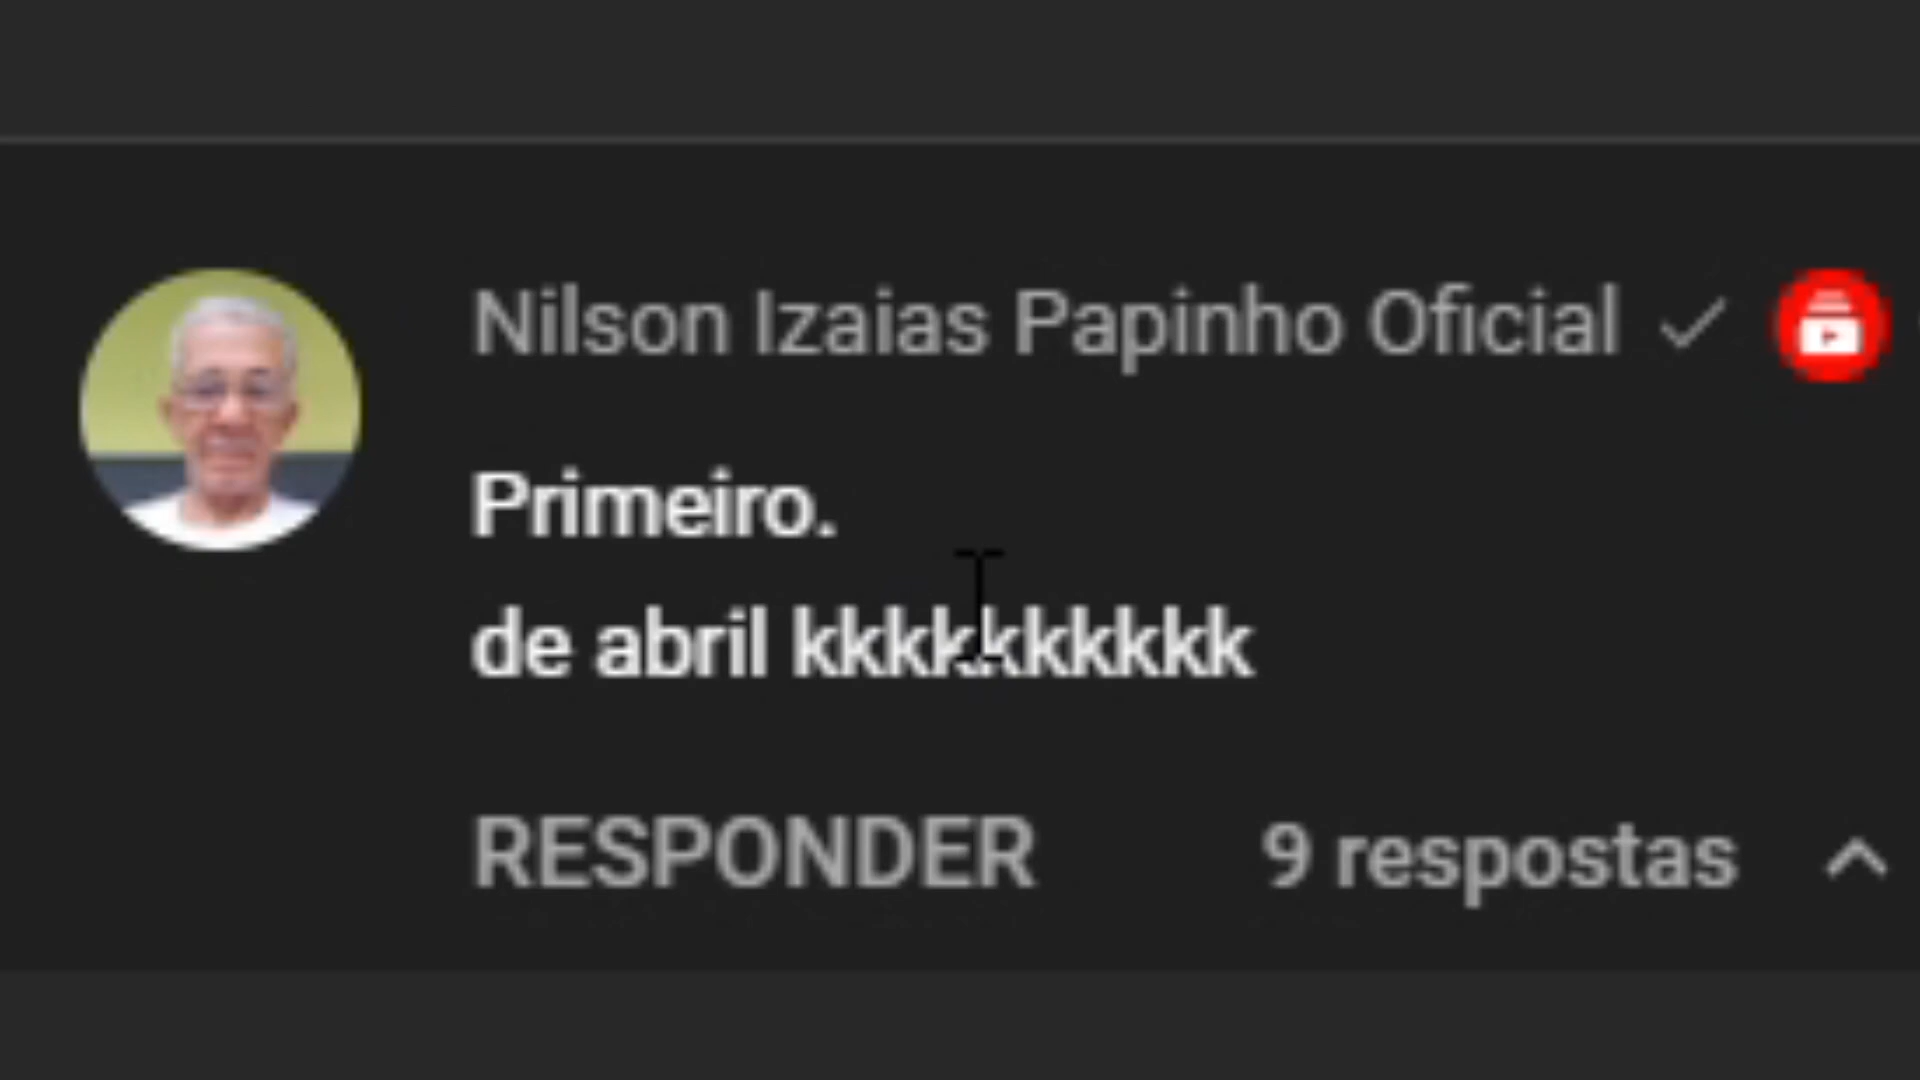 Nilson Izaias Papinho Oficial
Primeiro.
de abril kkkkkkkkkk
RESPONDER
9 respostas